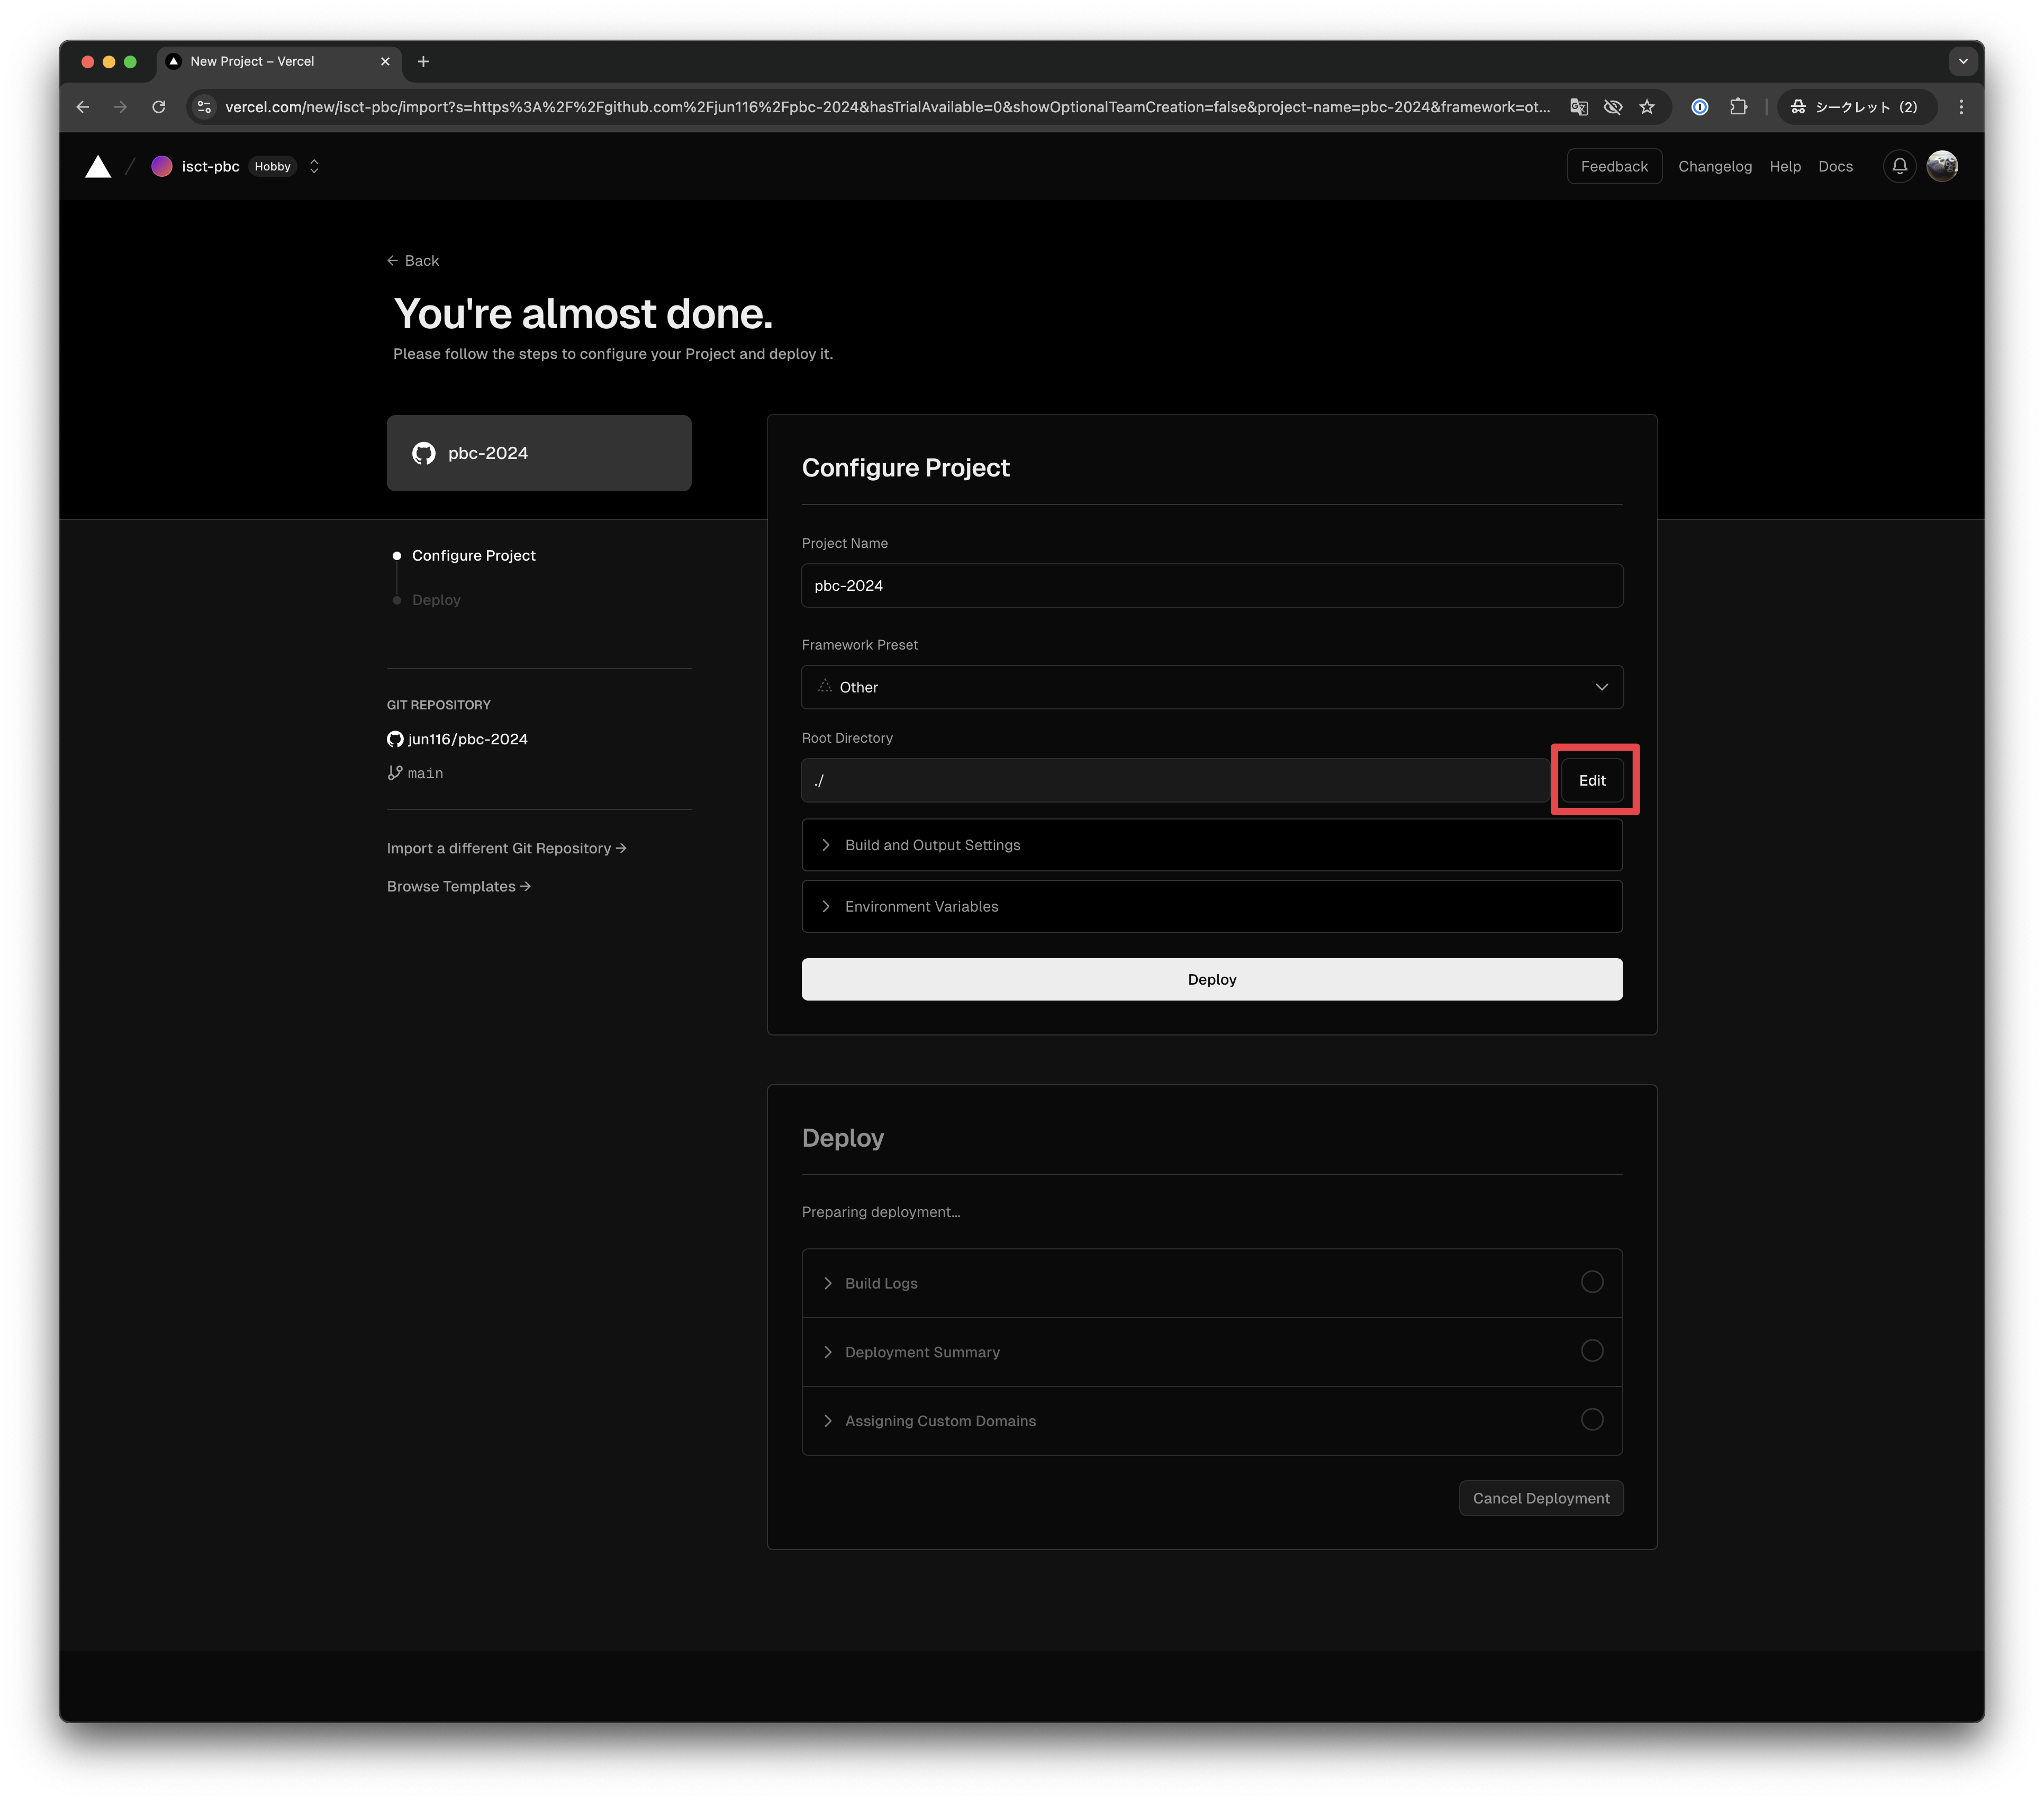 New Project – Vercel
vercel.com/new/isct-pbc/import?s=https%3A%2F%2Fgithub.com%2Fjun116%2Fpbc-2024&hasTrialAvailable=0&showOptionalTeamCreation=false&project-name=pbc-2024&framework=ot...
シークレット（2）
isct-pbc Hobby
Feedback Changelog Help Docs
← Back
You're almost done.
Please follow the steps to configure your Project and deploy it.
pbc-2024
Configure Project
Deploy
GIT REPOSITORY
jun116/pbc-2024
main
Import a different Git Repository →
Browse Templates →
Configure Project
Project Name
pbc-2024
Framework Preset
Other
Root Directory
./
Edit
Build and Output Settings
Environment Variables
Deploy
Deploy
Preparing deployment...
Build Logs
Deployment Summary
Assigning Custom Domains
Cancel Deployment